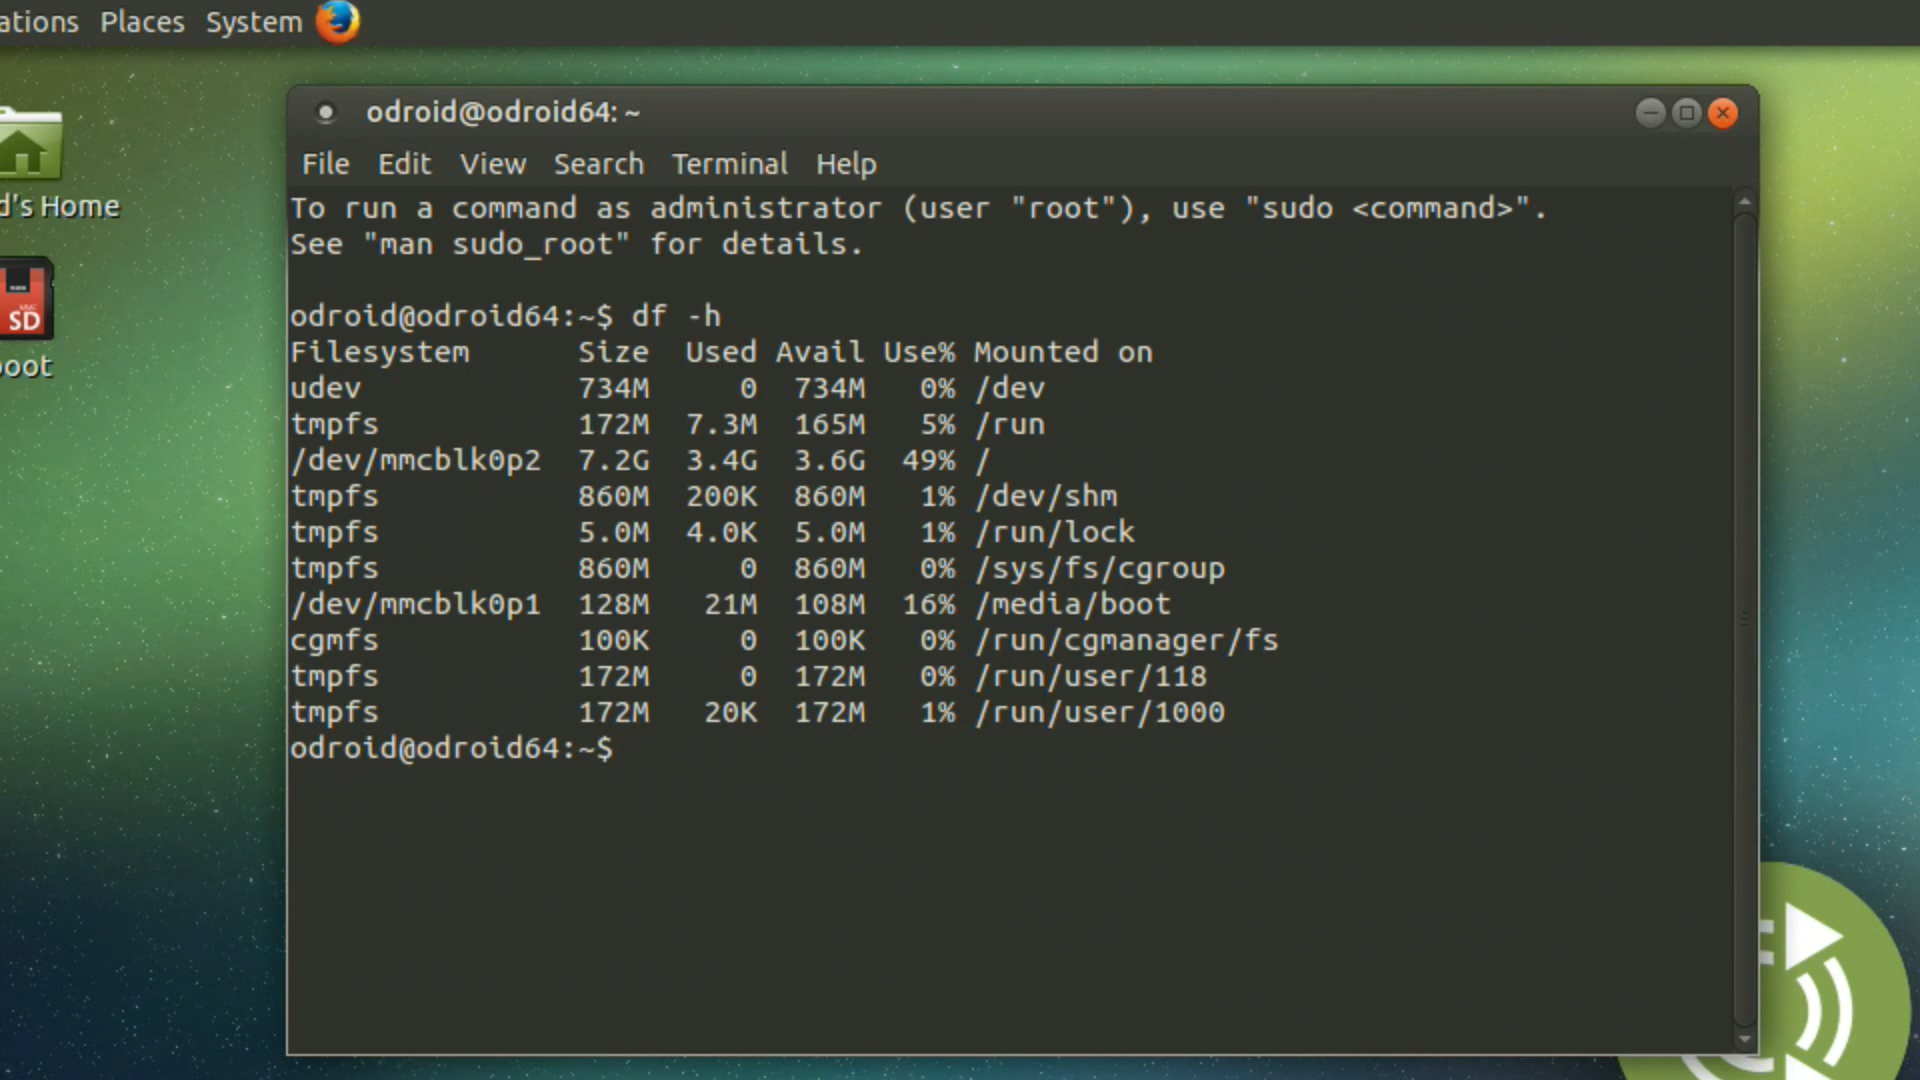 ations Places System
d's Home
SD
boot
odroid@odroid64: ~
File Edit View Search Terminal Help
To run a command as administrator (user "root"), use "sudo <command>".
See "man sudo_root" for details.
odroid@odroid64:~$ df -h
Filesystem Size Used Avail Use% Mounted on
udev 734M 0 734M 0% /dev
tmpfs 172M 7.3M 165M 5% /run
/dev/mmcblk0p2 7.2G 3.4G 3.6G 49% /
tmpfs 860M 200K 860M 1% /dev/shm
tmpfs 5.0M 4.0K 5.0M 1% /run/lock
tmpfs 860M 0 860M 0% /sys/fs/cgroup
/dev/mmcblk0p1 128M 21M 108M 16% /media/boot
cgmfs 100K 0 100K 0% /run/cgmanager/fs
tmpfs 172M 0 172M 0% /run/user/118
tmpfs 172M 20K 172M 1% /run/user/1000
odroid@odroid64:~$